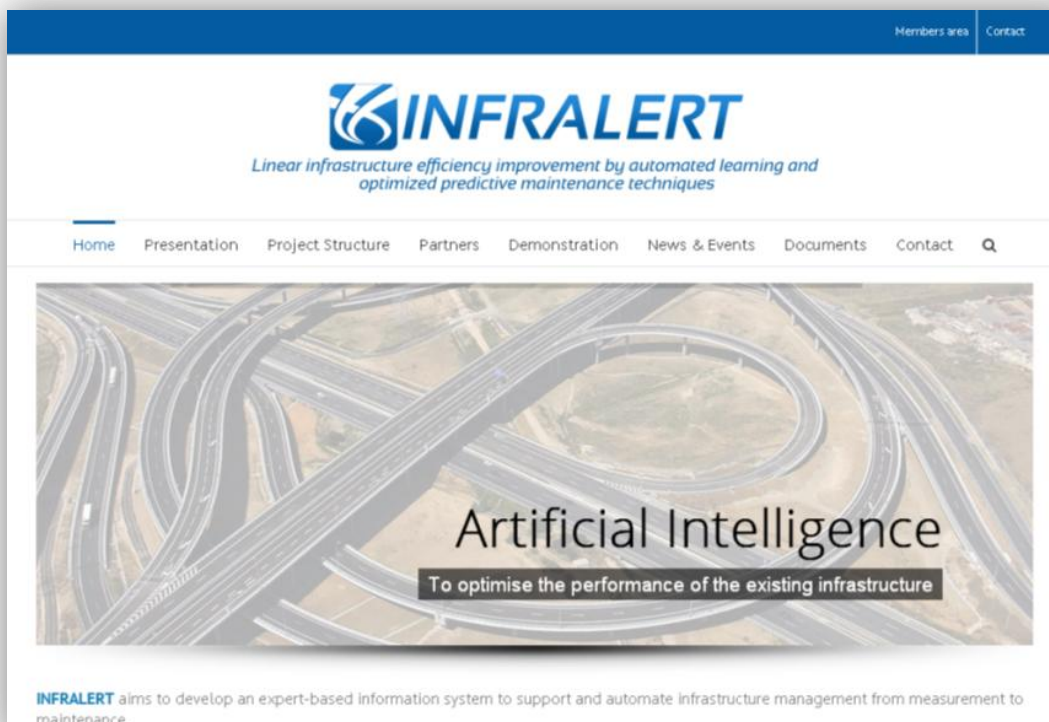 Members area Contact
INFRALERT
Linear infrastructure efficiency improvement by automated learning and
optimized predictive maintenance techniques
Home Presentation Project Structure Partners Demonstration News & Events Documents Contact
Artificial Intelligence
To optimise the performance of the existing infrastructure
INFRALERT aims to develop an expert-based information system to support and automate infrastructure management from measurement to
maintenance